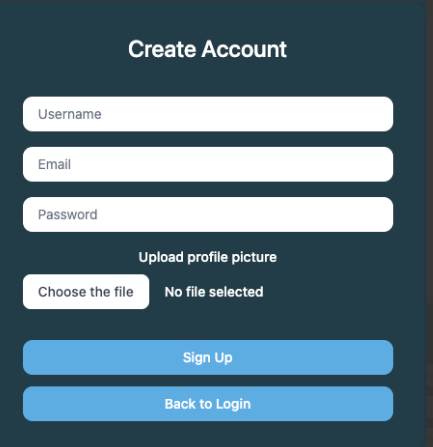 Create Account
Username
Email
Password
Upload profile picture
Choose the file No file selected
Sign Up
Back to Login